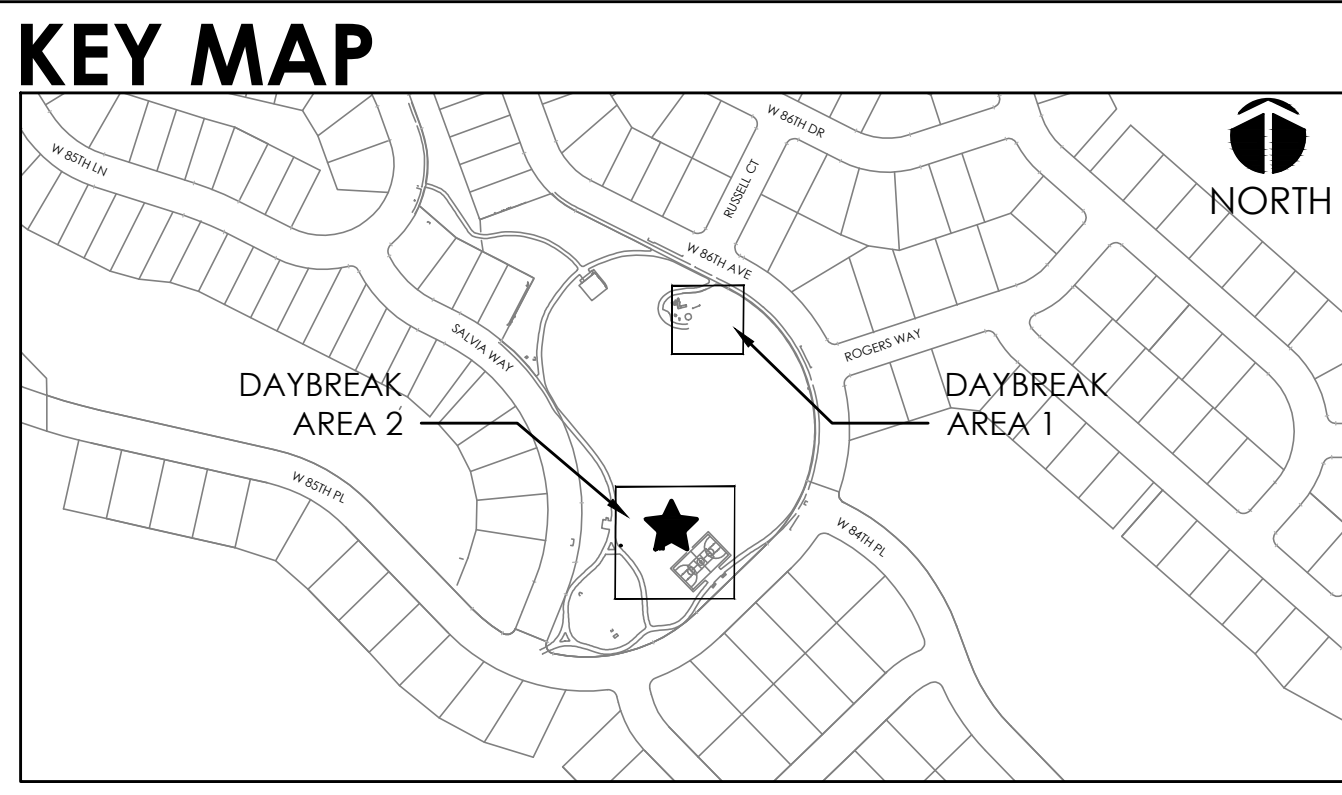 KEY MAP
W 86TH DR
W 85TH LN
RUSSELL CT
NORTH
W 86TH AVE
SALVIA WAY
ROGERS WAY
DAYBREAK
AREA 2
DAYBREAK
AREA 1
W 85TH PL
W 84TH PL